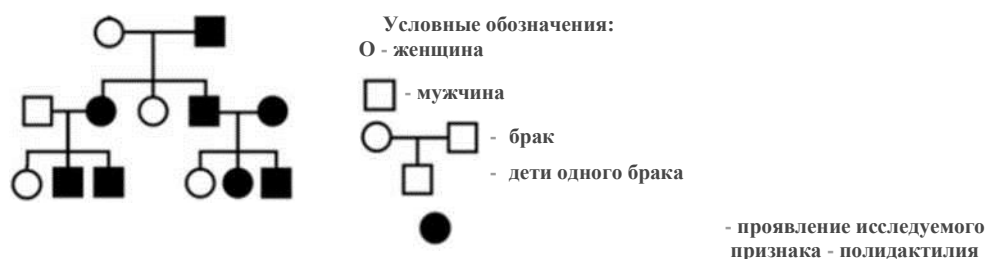 Условные обозначения:
О - женщина
- мужчина
- брак
- дети одного брака
- проявление исследуемого
признака - полидактилия